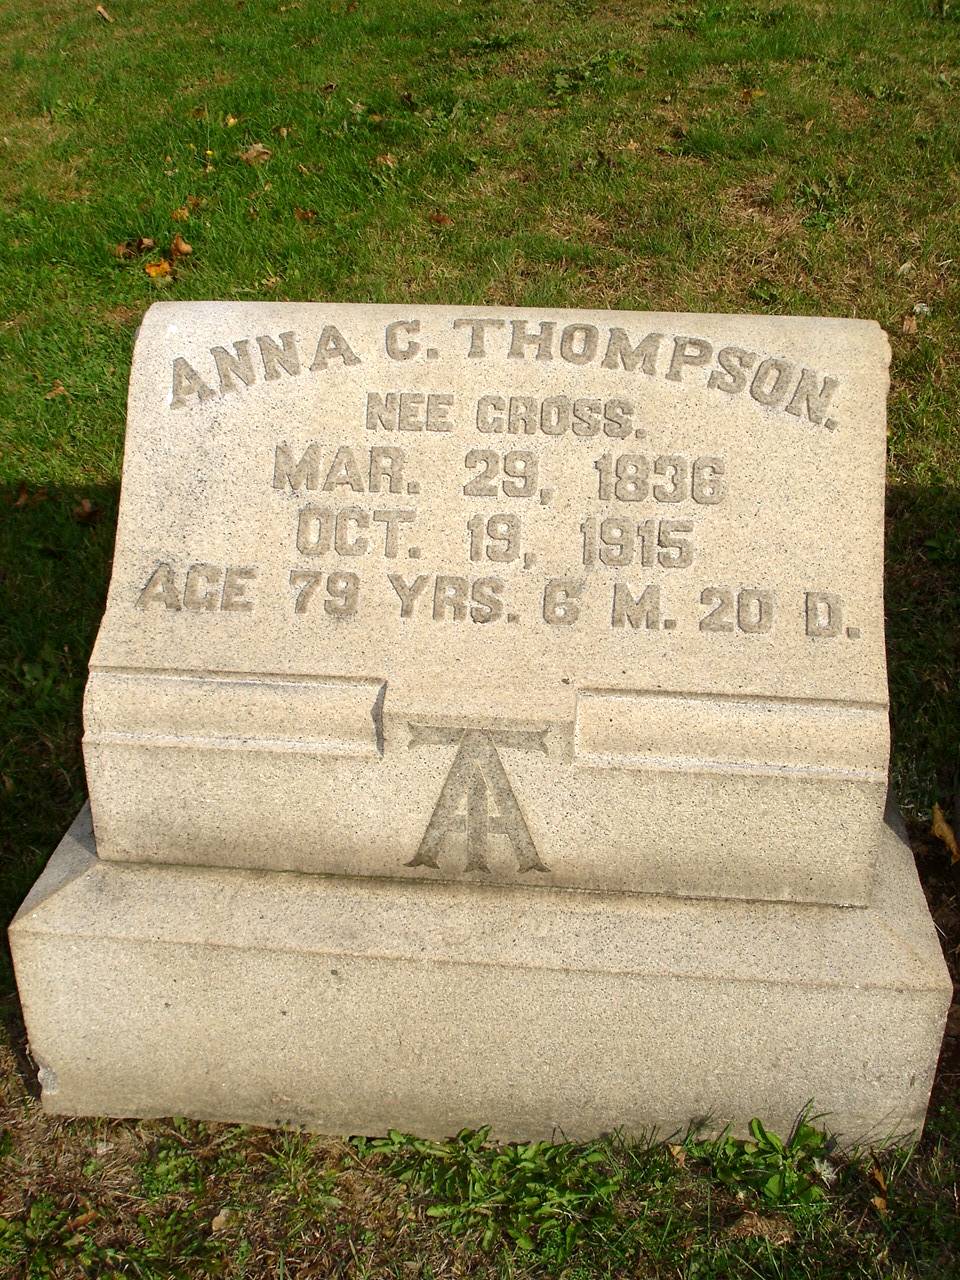 ANNA C. THOMPSON.
NEE CROSS.
MAR. 29, 1836
OCT. 19, 1915
AGE 79 YRS. 6 M. 20 D.